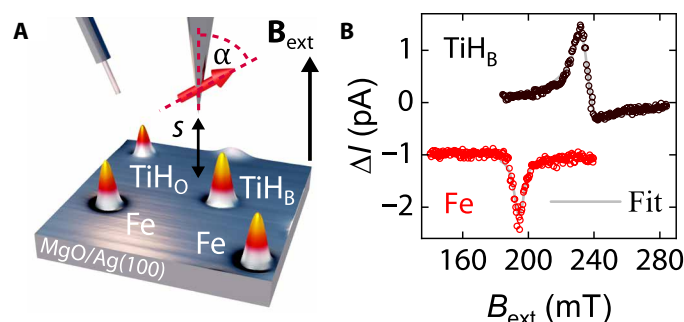 A
α
B_ext
s
TiH_O
TiH_B
Fe
Fe
MgO/Ag(100)
B
TiH_B
Fe
Fit
ΔI (pA)
1
0
−1
−2
160
200
240
280
B_ext (mT)